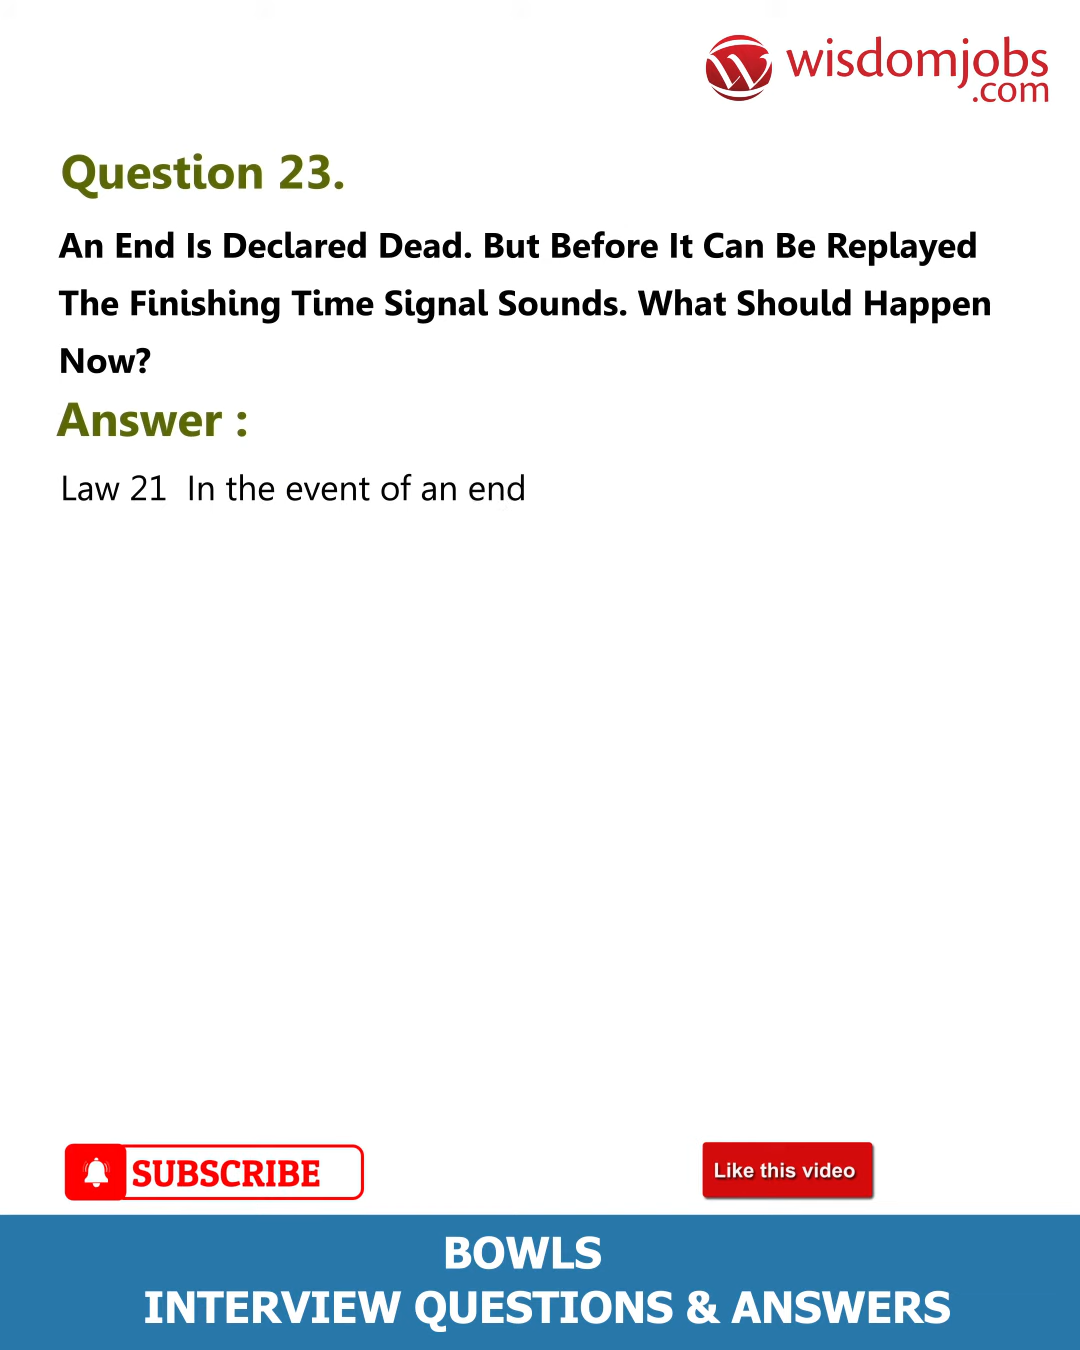 wisdomjobs
.com
Question 23.
An End Is Declared Dead. But Before It Can Be Replayed
The Finishing Time Signal Sounds. What Should Happen
Now?
Answer :
Law 21  In the event of an end
SUBSCRIBE
Like this video
BOWLS
INTERVIEW QUESTIONS & ANSWERS